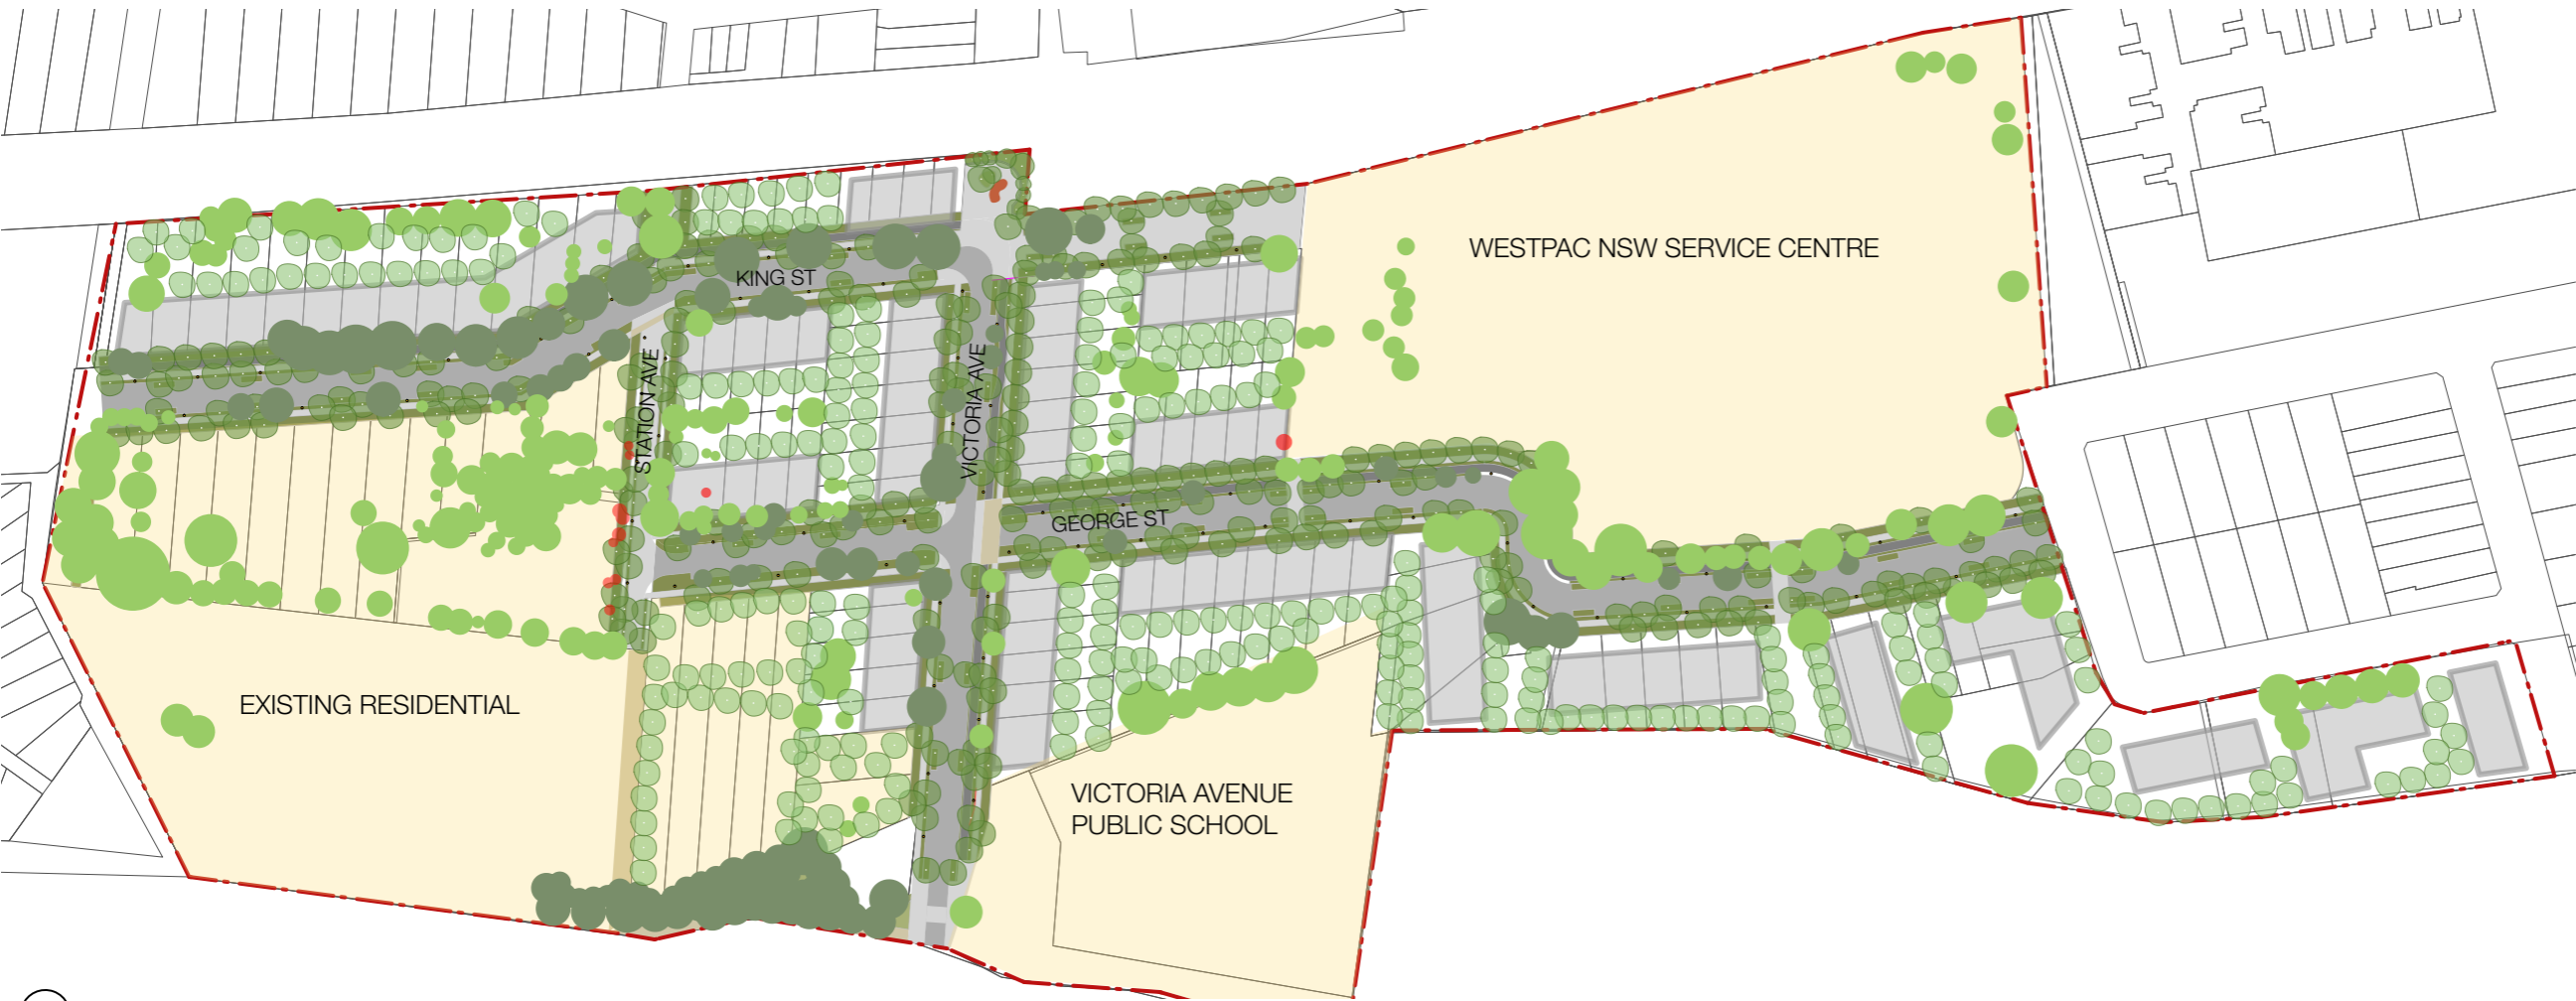 WESTPAC NSW SERVICE CENTRE
KING ST
STATION AVE
VICTORIA AVE
GEORGE ST
EXISTING RESIDENTIAL
VICTORIA AVENUE
PUBLIC SCHOOL